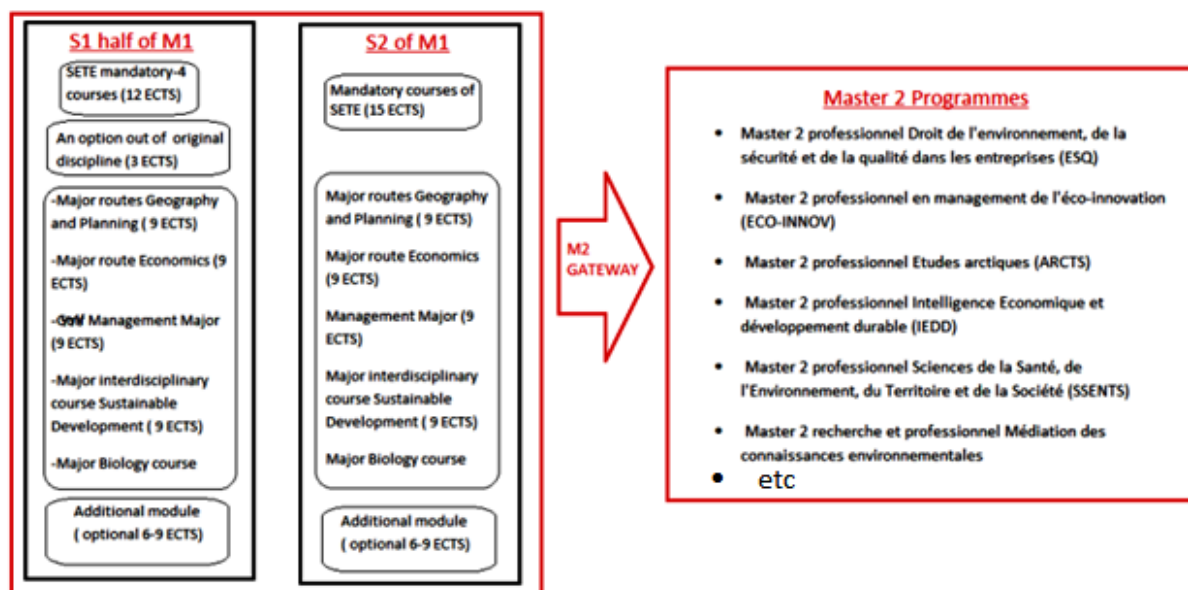 S1 half of M1
SETE mandatory-4
courses (12 ECTS)
An option out of original
discipline (3 ECTS)
-Major routes Geography
and Planning ( 9 ECTS)
-Major route Economics (9
ECTS)
Management Major
(9 ECTS)
-Major interdisciplinary
course Sustainable
Development ( 9 ECTS)
-Major Biology course
Additional module
( optional 6-9 ECTS)
S2 of M1
Mandatory courses of
SETE (15 ECTS)
Major routes Geography
and Planning ( 9 ECTS)
Major route Economics
(9 ECTS)
Management Major (9
ECTS)
Major interdisciplinary
course Sustainable
Development ( 9 ECTS)
Major Biology course
Additional module
( optional 6-9 ECTS)
M2
GATEWAY
Master 2 Programmes
• Master 2 professionnel Droit de l'environnement, de la
sécurité et de la qualité dans les entreprises (ESQ)
• Master 2 professionnel en management de l'éco-innovation
(ECO-INNOV)
• Master 2 professionnel Etudes arctiques (ARCTS)
• Master 2 professionnel Intelligence Economique et
développement durable (IEDD)
• Master 2 professionnel Sciences de la Santé, de
l'Environnement, du Territoire et de la Société (SSENTS)
• Master 2 recherche et professionnel Médiation des
connaissances environnementales
• etc